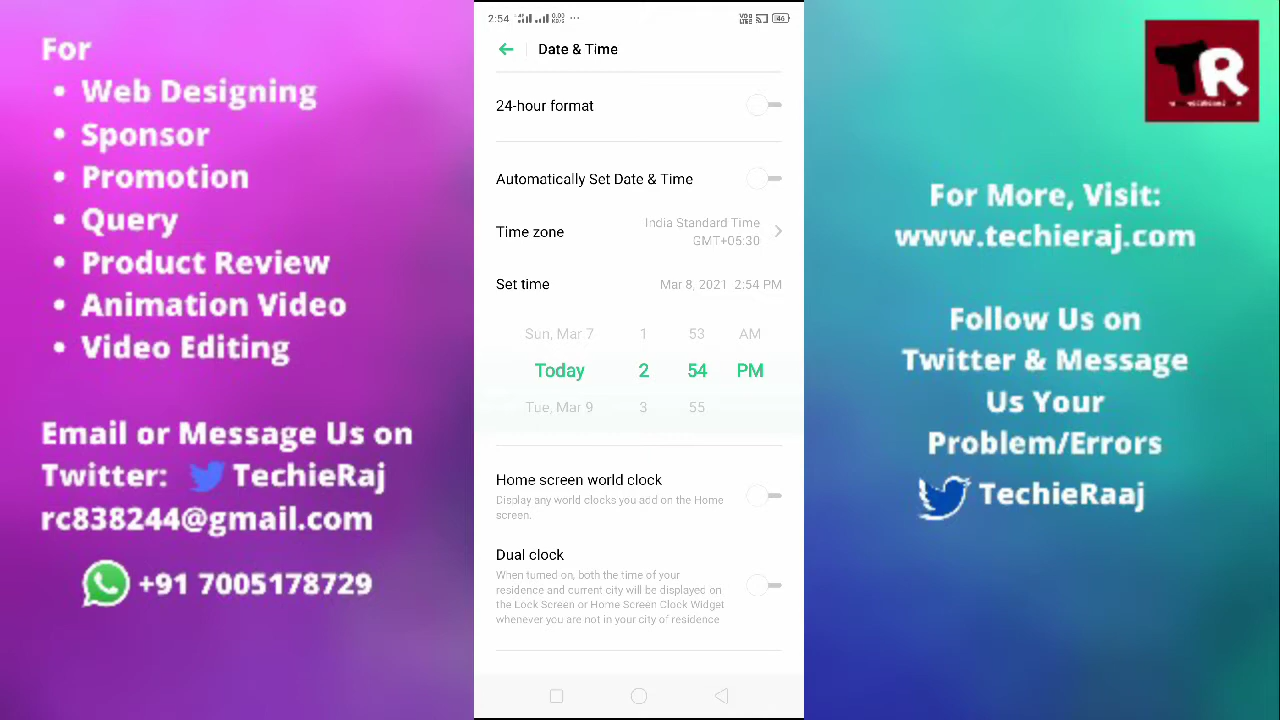 For
• Web Designing
• Sponsor
• Promotion
• Query
• Product Review
• Animation Video
• Video Editing
Email or Message Us on
Twitter: TechieRaj
rc838244@gmail.com
+91 7005178729
2:54
0.00
KB/s
...
VoD
LTE
46
Date & Time
24-hour format
Automatically Set Date & Time
Time zone
India Standard Time
GMT+05:30
Set time
Mar 8, 2021 2:54 PM
Sun, Mar 7 1 53 AM
Today 2 54 PM
Tue, Mar 9 3 55
Home screen world clock
Display any world clocks you add on the Home
screen.
Dual clock
When turned on, both the time of your
residence and current city will be displayed on
the Lock Screen or Home Screen Clock Widget
whenever you are not in your city of residence
TR
For More, Visit:
www.techieraj.com
Follow Us on
Twitter & Message
Us Your
Problem/Errors
TechieRaaj